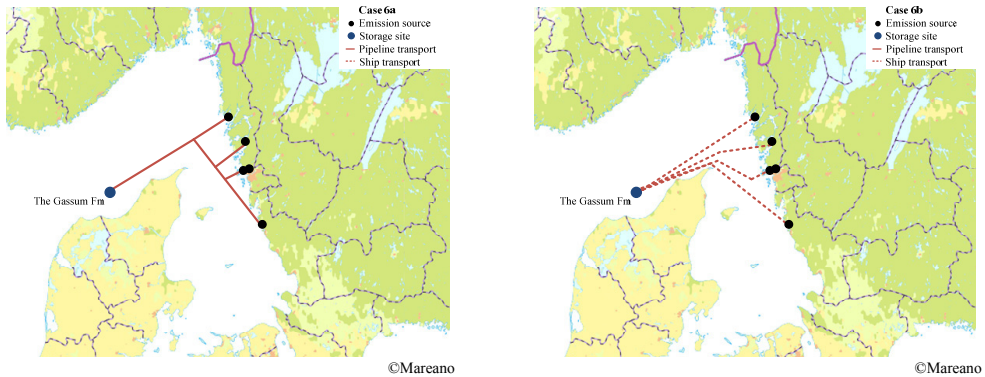 Case 6a
Emission source
Storage site
Pipeline transport
Ship transport
The Gassum Fm
©Mareano
Case 6b
Emission source
Storage site
Pipeline transport
Ship transport
The Gassum Fm
©Mareano